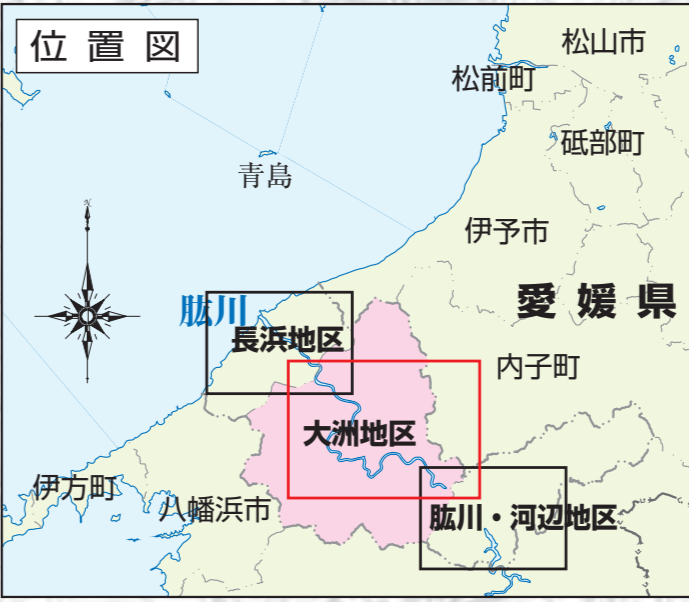 位置図
松山市
松前町
砥部町
青島
伊予市
愛媛県
肱川
長浜地区
内子町
大洲地区
伊方町
八幡浜市
肱川・河辺地区